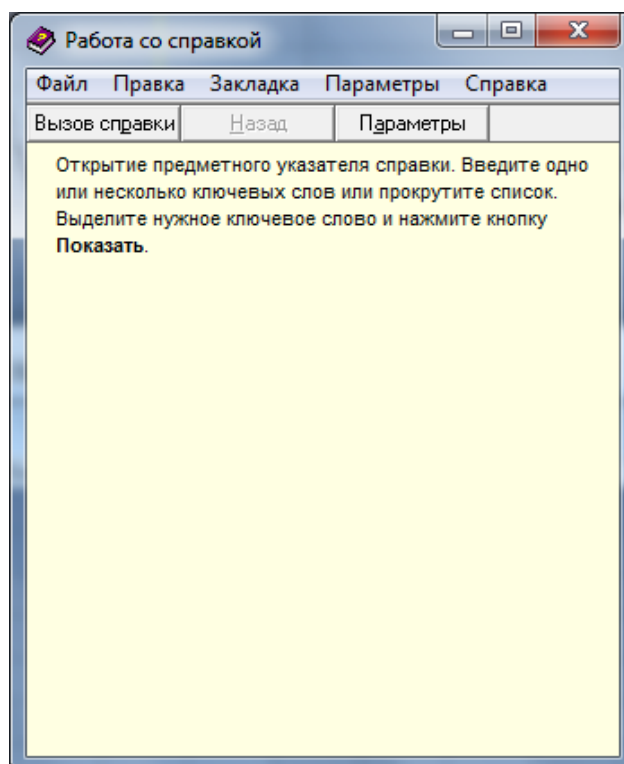 Работа со справкой
Файл Правка Закладка Параметры Справка
Вызов справки Назад Параметры
Открытие предметного указателя справки. Введите одно
или несколько ключевых слов или прокрутите список.
Выделите нужное ключевое слово и нажмите кнопку
Показать.